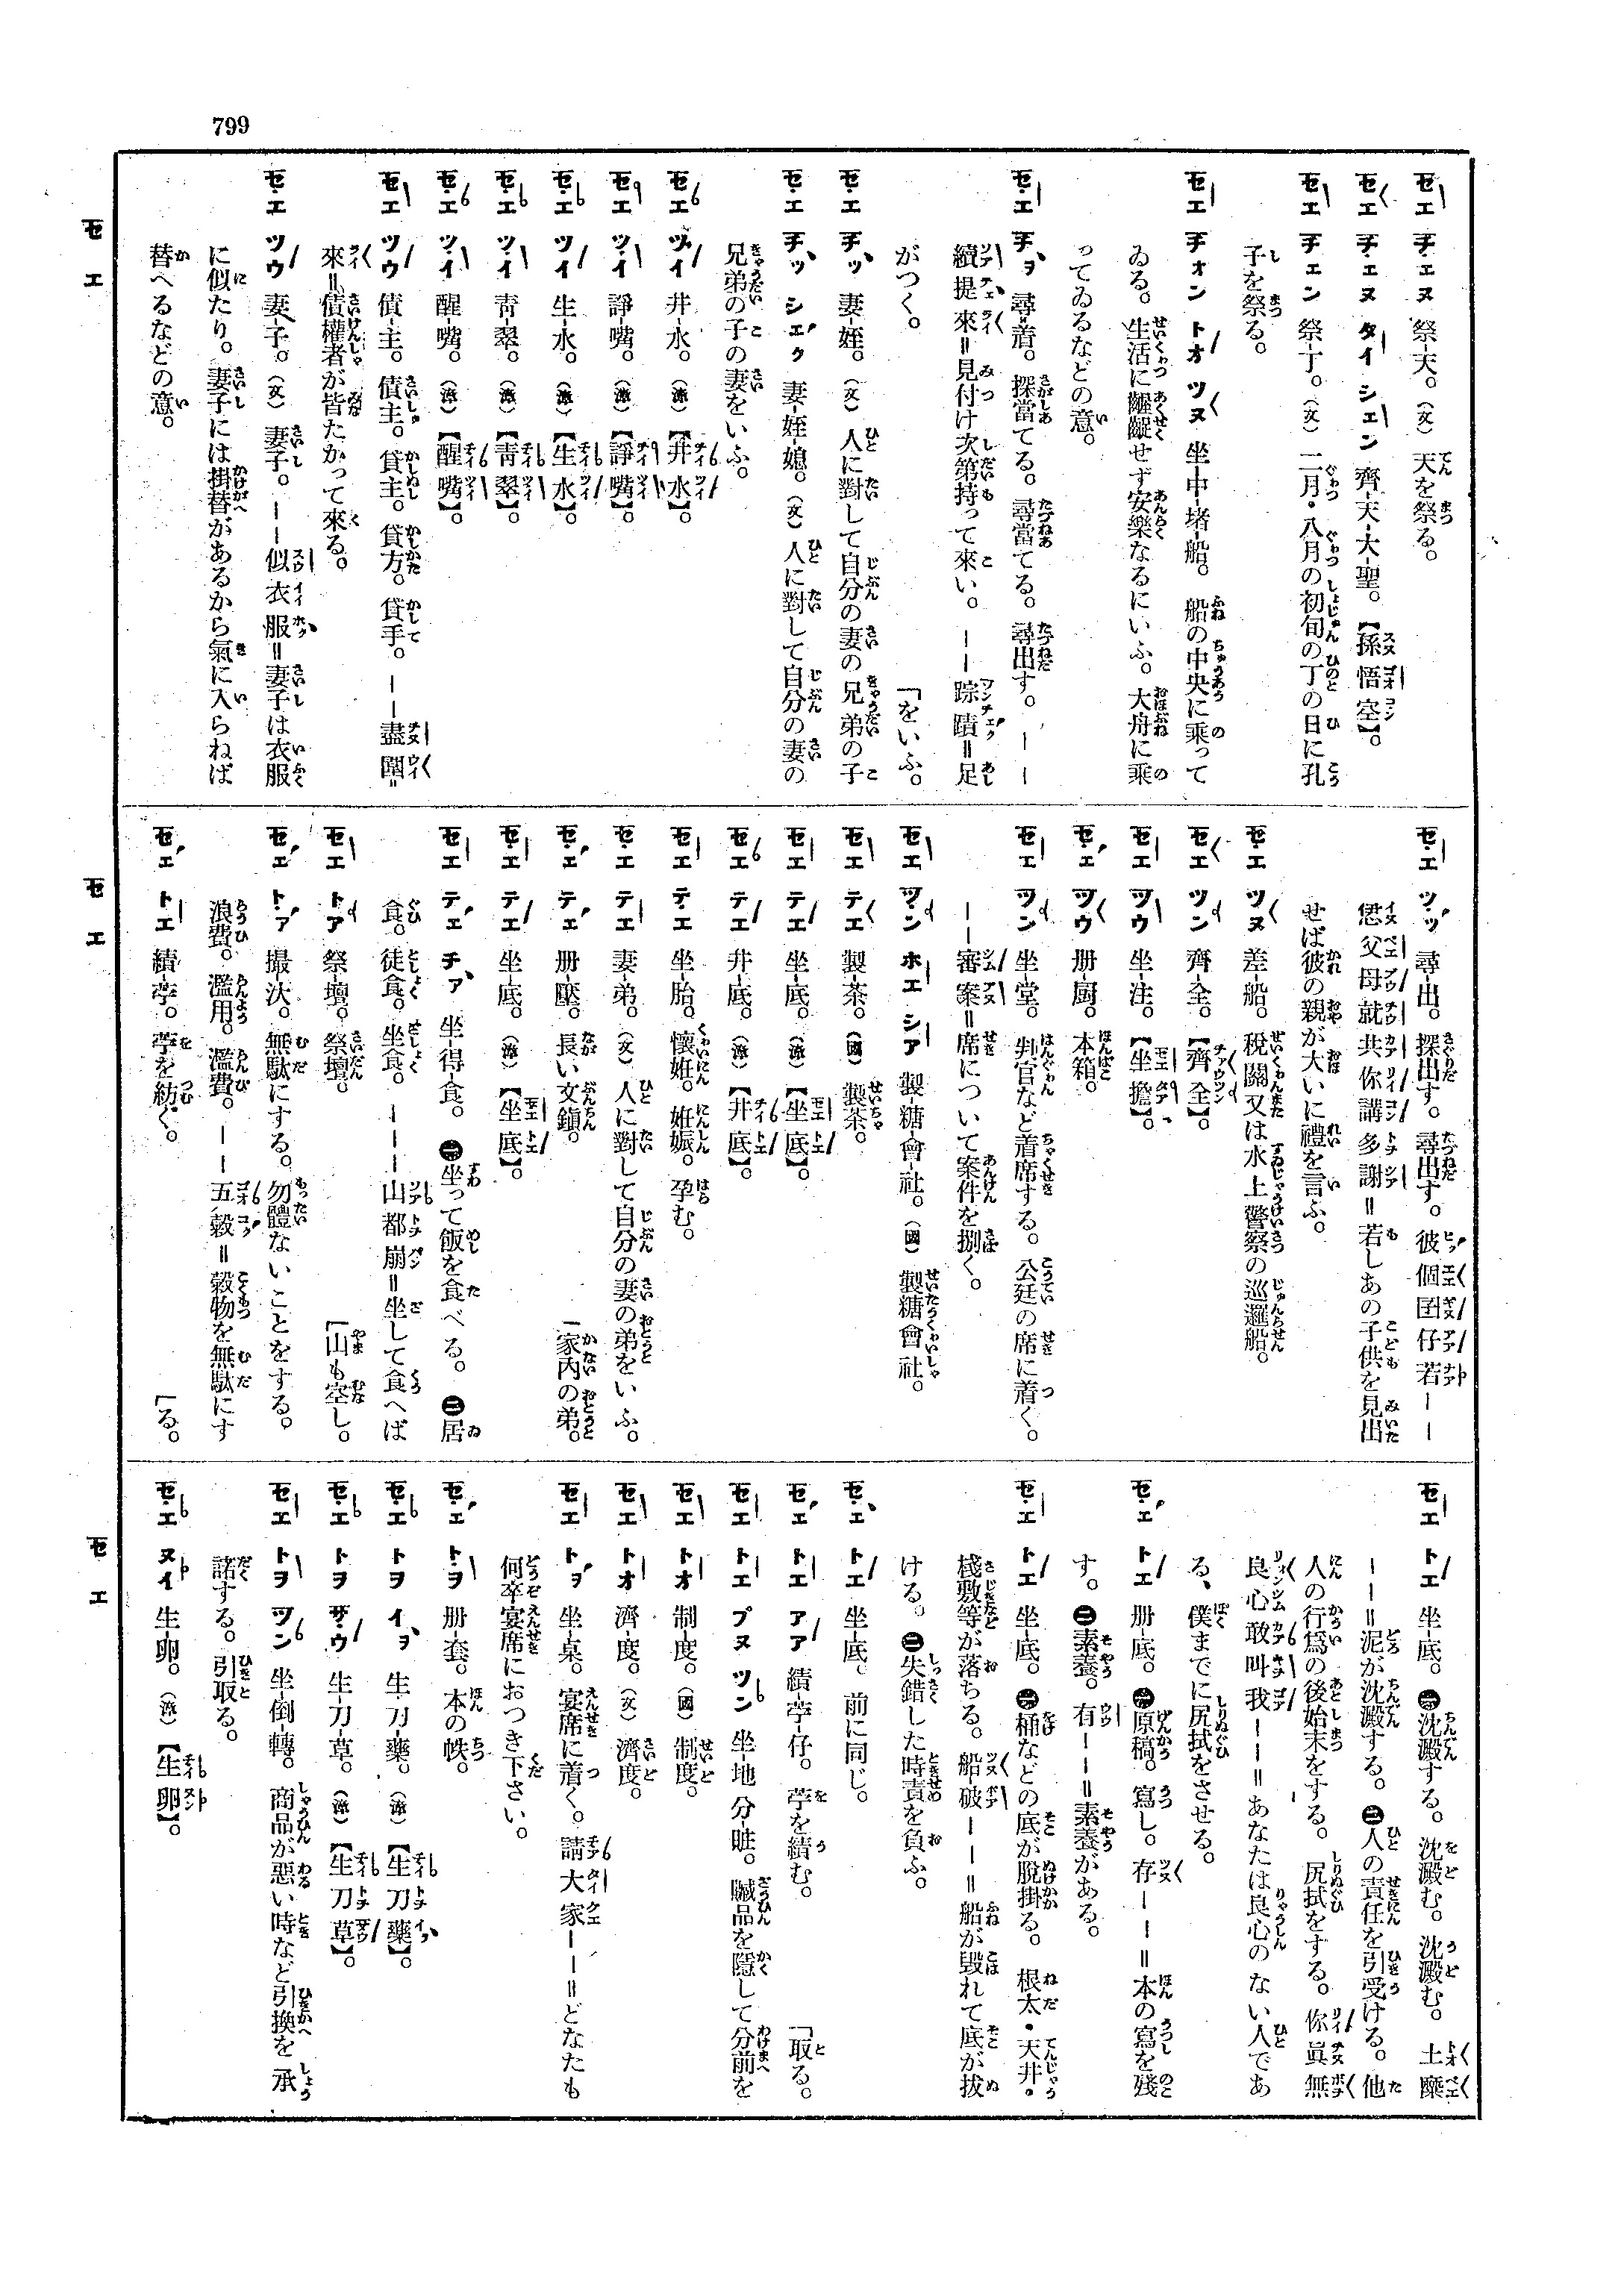 799
セエ チエヌ 祭-天。（文）天を祭る。
セエ チエヌ タイ シエン 齊-天-大-聖。【孫悟空】。
セエ チエン 祭-丁。（文）二月・八月の初旬の丁の日に孔
子を祭る。
セエ チオン トオ ツヌ 坐-中-堵-船。船の中央に乘って
ゐる。生活に齷齪せず安樂なるにいふ。大舟に乘
ってゐるなどの意。
セエ チヲ 尋-着。探當てる。尋當てる。尋出す。——
續提來＝見付け次第持って來い。——踪蹟＝足
がつく。 「をいふ。
セエ チッ 妻-姪。（文）人に對して自分の妻の兄弟の子
セエ チッ シエク 妻-姪-媳。（文）人に對して自分の妻の
兄弟の子の妻をいふ。
セエ ヅイ 井-水。（漳）【井水】。
セエ ツイ 諍-嘴。（漳）【諍嘴】。
セエ ツイ 生-水。（漳）【生水】。
セエ ツイ 靑-翠。（漳）【靑翠】。
セエ ツイ 醒-嘴。（漳）【醒嘴】。
セエ ツウ 債-主。債主。貸主。貸方。貸手。——盡圍
來＝債權者が皆たかって來る。
セエ ツウ 妻-子。（文）妻子。——似衣服＝妻子は衣服
に似たり。妻子には掛替があるから氣に入らねば
替へるなどの意。
セエ ツッ 尋-出。探出す。尋出す。彼個囝仔若——
伊父母就共你講多謝＝若しあの子供を見出
せば彼の親が大いに禮を言ふ。
セエ ツヌ 差-船。稅關又は水上警察の巡邏船。
セエ ツン 齊-全。【齊全】。
セエ ツウ 坐-注。【坐擔】。
セエ ツウ 册-厨。本箱。
セエ ツン 坐-堂。判官など着席する。公廷の席に着く。
——審案＝席について案件を捌く。
セエ ツン ホエ シア 製-糖-會-社。（國）製糖會社。
セエ テエ 製-茶。（國）製茶。
セエ テエ 坐-底。（漳）【坐底】。
セエ テエ 井-底。（漳）【井底】。
セエ テエ 坐-胎。懷姙。姙娠。孕む。
セエ テエ 妻-弟。（文）人に對して自分の妻の弟をいふ。
セエ テエ 册-壓。長い文鎭。 「家内の弟。
セエ テエ 坐-底。（漳）【坐底】。
セエ テエ チア 坐-得-食。㊀坐って飯を食べる。㊁居
食。徒食。坐食。———山都崩＝坐して食へば
セエ トア 祭-壇。祭壇。 「山も空し。
セエ トア 撮-汰。無駄にする。勿體ないことをする。
浪費。濫用。濫費。——五穀＝穀物を無駄にす
セエ トエ 績-苧。苧を紡ぐ。 「る。
セエ トエ 坐-底。㊀沈澱する。沈澱む。沈澱む。土糜
——＝泥が沈澱する。㊁人の責任を引受ける。他
人の行爲の後始末をする。尻拭をする。你眞無
良心敢叫我——＝あなたは良心のない人であ
る、僕までに尻拭をさせる。
セエ トエ 册-底。㊀原稿。寫し。存——＝本の寫を殘
す。㊁素養。有——＝素養がある。
セエ トエ 坐-底。㊀桶などの底が脫掛る。根太・天井・
棧敷等が落ちる。船破——＝船が毀れて底が拔
ける。㊁失錯した時責を負ふ。
セエ トエ 坐-底。前に同じ。
セエ トエ アア 績-苧-仔。苧を績む。 「取る。
セエ トエ プヌ ツン 坐-地分-賍。贓品を隱して分前を
セエ トオ 制-度。（國）制度。
セエ トオ 濟-度。（文）濟度。
セエ トヲ 坐-桌。宴席に着く。請大家——＝どなたも
何卒宴席におつき下さい。
セエ トヲ 册-套。本の帙。
セエ トヲ イヲ 生-刀-藥。（漳）【生刀藥】。
セエ トヲ ザウ 生-刀-草。（漳）【生刀草】。
セエ トヲ ツン 坐-倒-轉。商品が惡い時など引換を承
諾する。引取る。
セエ ヌイ 生-卵。（漳）【生卵】。
セエ
セエ
セエ